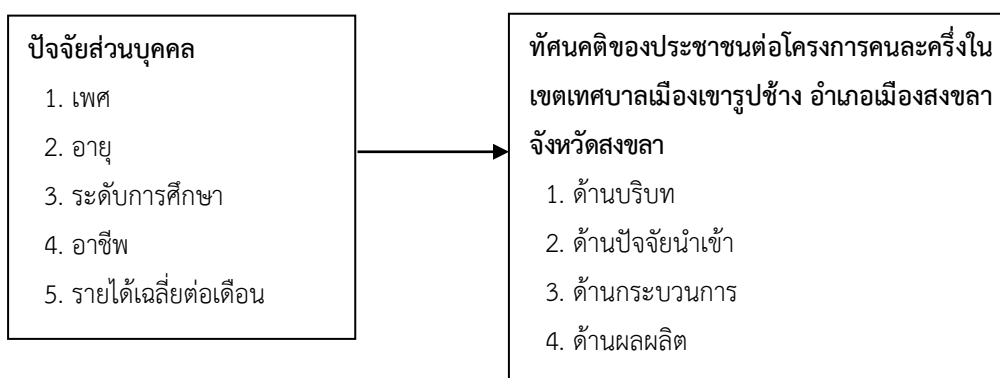 ปัจจัยส่วนบุคคล
1. เพศ
2. อายุ
3. ระดับการศึกษา
4. อาชีพ
5. รายได้เฉลี่ยต่อเดือน
ทัศนคติของประชาชนต่อโครงการคนละครึ่งใน
เขตเทศบาลเมืองเขารูปช้าง อำเภอเมืองสงขลา
จังหวัดสงขลา
1. ด้านบริบท
2. ด้านปัจจัยนำเข้า
3. ด้านกระบวนการ
4. ด้านผลผลิต